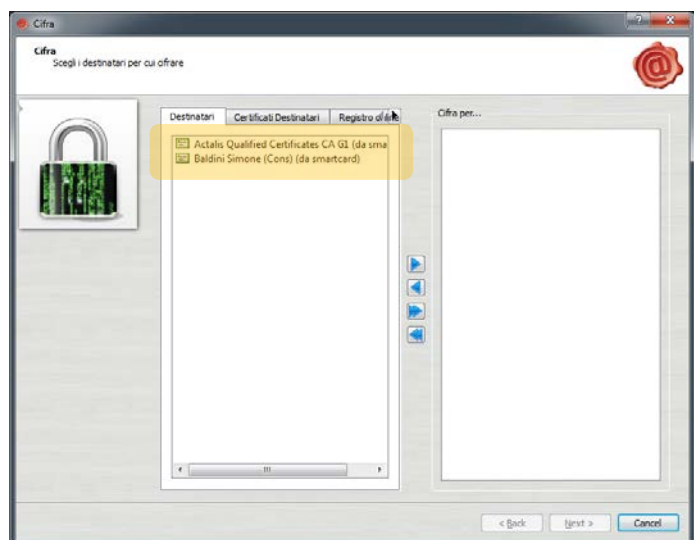 Cifra
Cifra
Scegli i destinatari per cui cifrare
Destinatari Certificati Destinatari Registro
Cifra per...
Actalis Qualified Certificates CA G1 (da sma
Baldini Simone (Cons) (da smartcard)
< Back Next > Cancel